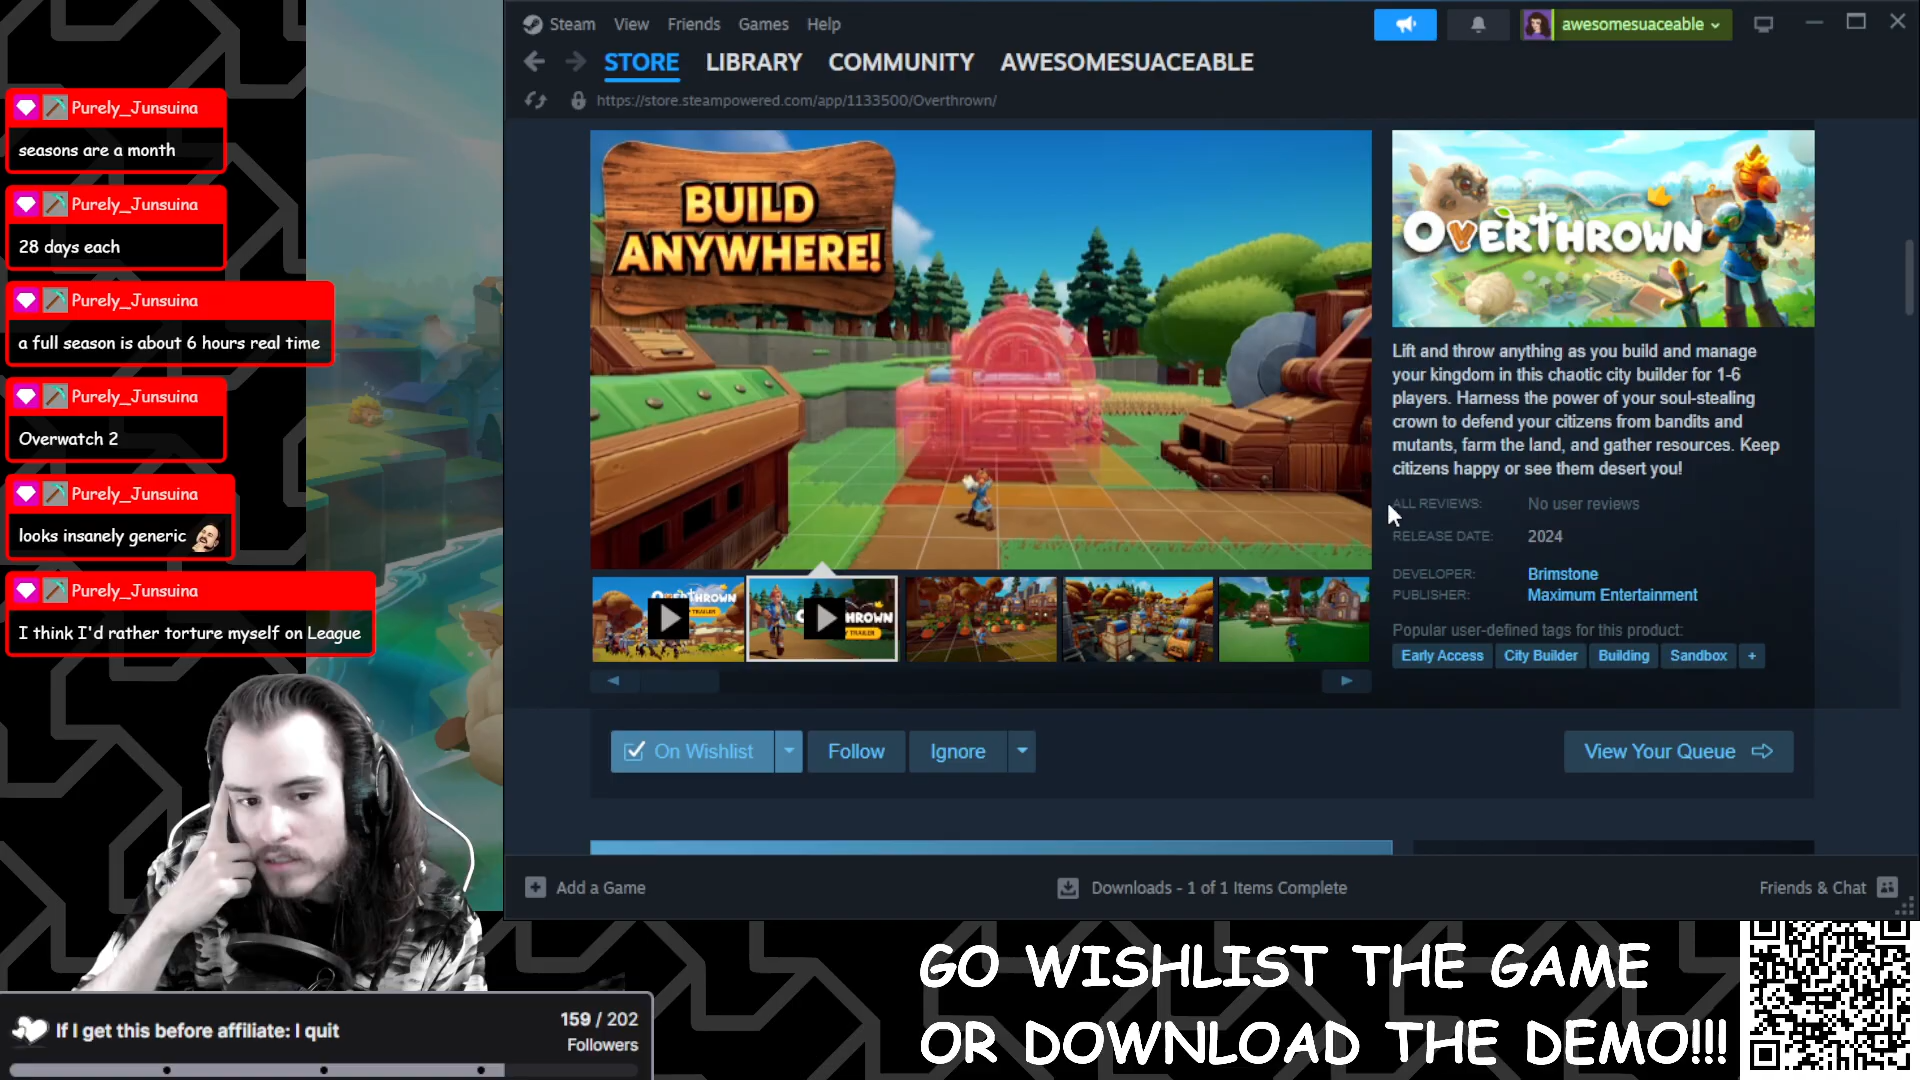 Purely_Junsuina
seasons are a month
Purely_Junsuina
28 days each
Purely_Junsuina
a full season is about 6 hours real time
Purely_Junsuina
Overwatch 2
Purely_Junsuina
looks insanely generic
Purely_Junsuina
I think I'd rather torture myself on League
If I get this before affiliate: I quit
159 / 202
Followers
Steam View Friends Games Help
awesomesuaceable
STORE LIBRARY COMMUNITY AWESOMESUACEABLE
https://store.steampowered.com/app/1133500/Overthrown/
BUILD
ANYWHERE!
OVERTHROWN
Lift and throw anything as you build and manage
your kingdom in this chaotic city builder for 1-6
players. Harness the power of your soul-stealing
crown to defend your citizens from bandits and
mutants, farm the land, and gather resources. Keep
citizens happy or see them desert you!
ALL REVIEWS: No user reviews
RELEASE DATE: 2024
DEVELOPER: Brimstone
PUBLISHER: Maximum Entertainment
Popular user-defined tags for this product:
Early Access City Builder Building Sandbox +
On Wishlist Follow Ignore View Your Queue
Add a Game Downloads - 1 of 1 Items Complete Friends & Chat
GO WISHLIST THE GAME
OR DOWNLOAD THE DEMO!!!